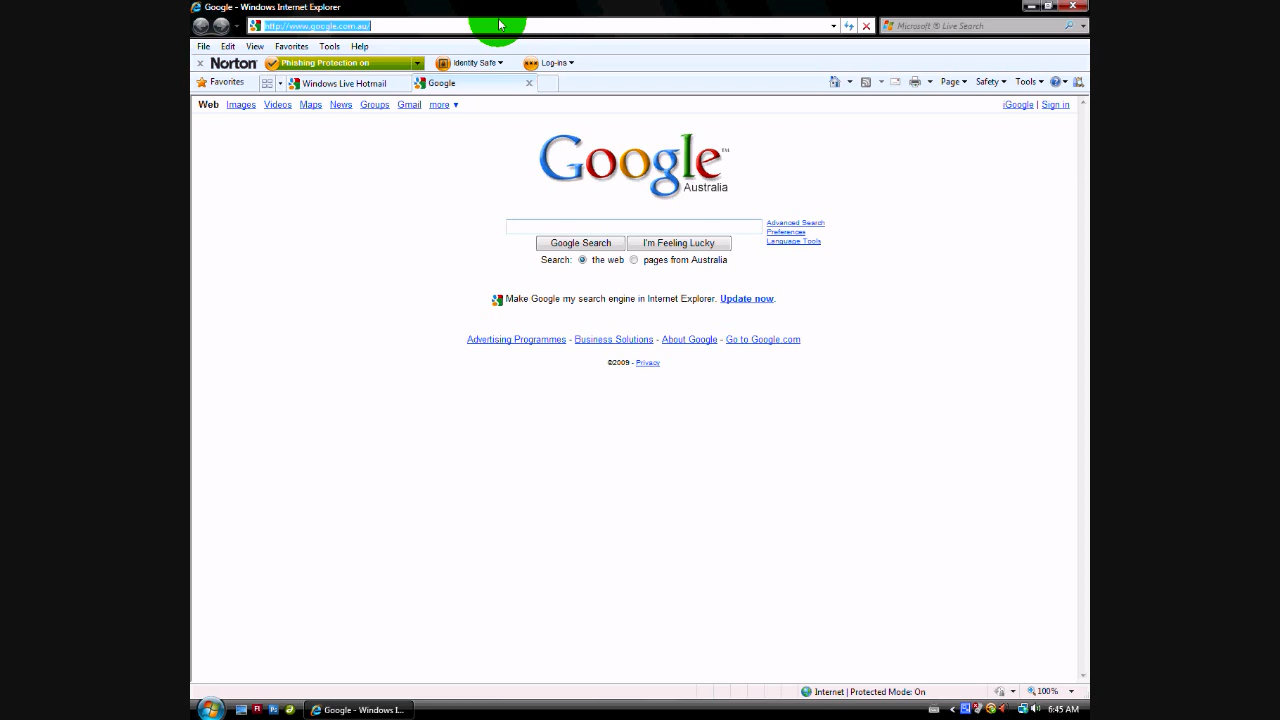 Google - Windows Internet Explorer
http://www.google.com.au/
Microsoft ® Live Search
File Edit View Favorites Tools Help
Norton Phishing Protection on Identity Safe Log-ins
Favorites Windows Live Hotmail Google Page Safety Tools
Web Images Videos Maps News Groups Gmail more ▼
iGoogle | Sign in
Google™
Australia
Advanced Search
Preferences
Language Tools
Google Search I'm Feeling Lucky
Search: the web pages from Australia
Make Google my search engine in Internet Explorer. Update now.
Advertising Programmes - Business Solutions - About Google - Go to Google.com
©2009 - Privacy
Internet | Protected Mode: On 100%
Google - Windows I... 6:45 AM